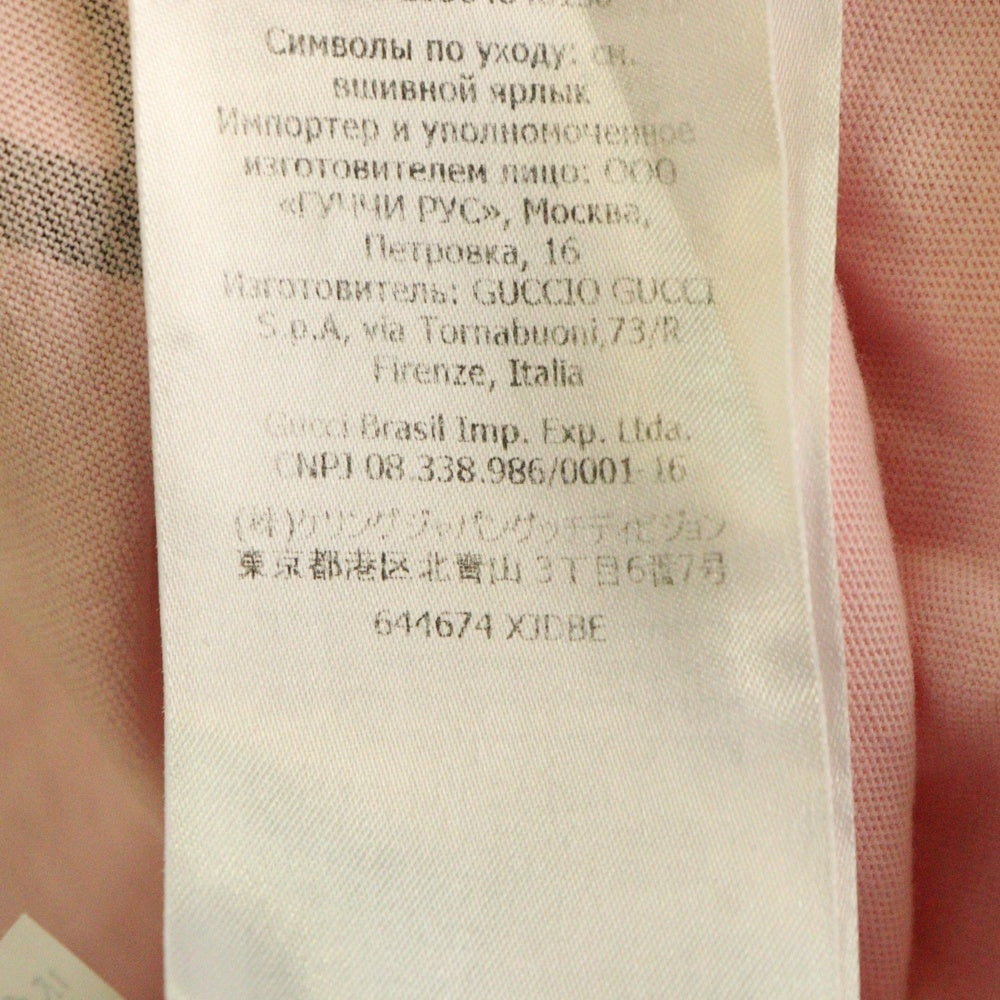 Символы по уходу: см.
вшивной ярлык
Импортер и уполномоченное
изготовителем лицо: ООО
«ГУЧЧИ РУС», Москва,
Петровка, 16
Изготовитель: GUCCIO GUCCI
S.p.A, via Tornabuoni,73/R
Firenze, Italia
Gucci Brasil Imp. Exp. Ltda.
CNPJ 08.338.986/0001-16
(株)ケリングジャパングッチディビジョン
東京都港区北青山 3丁目6番7号
644674 XJDBE